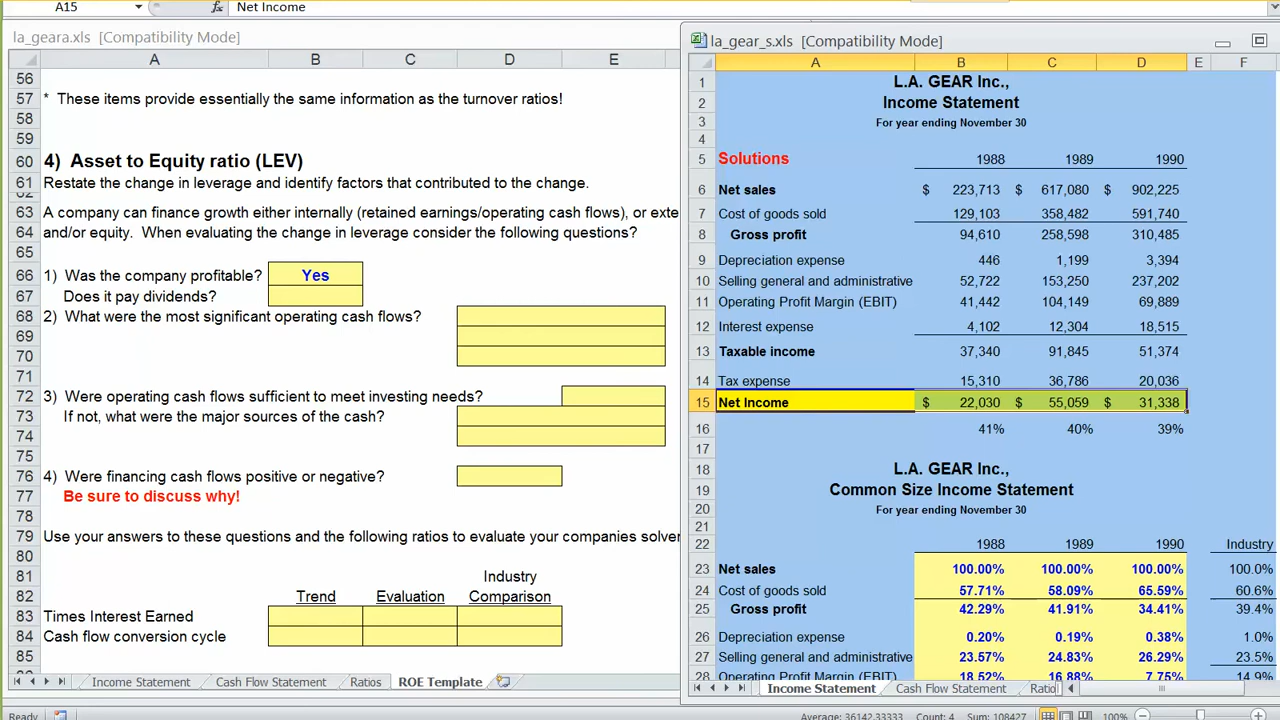 A15 fx Net Income
la_geara.xls [Compatibility Mode]
A B C D E
56
57 * These items provide essentially the same information as the turnover ratios!
58
59
60 4) Asset to Equity ratio (LEV)
61 Restate the change in leverage and identify factors that contributed to the change.
62
63 A company can finance growth either internally (retained earnings/operating cash flows), or exte
64 and/or equity. When evaluating the change in leverage consider the following questions?
65
66 1) Was the company profitable? Yes
67 Does it pay dividends?
68 2) What were the most significant operating cash flows?
69
70
71
72 3) Were operating cash flows sufficient to meet investing needs?
73 If not, what were the major sources of the cash?
74
75
76 4) Were financing cash flows positive or negative?
77 Be sure to discuss why!
78
79 Use your answers to these questions and the following ratios to evaluate your companies solver
80
81 Industry
82 Trend Evaluation Comparison
83 Times Interest Earned
84 Cash flow conversion cycle
85
Income Statement Cash Flow Statement Ratios ROE Template
la_gear_s.xls [Compatibility Mode]
A B C D E F
1 L.A. GEAR Inc.,
2 Income Statement
3 For year ending November 30
4
5 Solutions 1988 1989 1990
6 Net sales $ 223,713 $ 617,080 $ 902,225
7 Cost of goods sold 129,103 358,482 591,740
8 Gross profit 94,610 258,598 310,485
9 Depreciation expense 446 1,199 3,394
10 Selling general and administrative 52,722 153,250 237,202
11 Operating Profit Margin (EBIT) 41,442 104,149 69,889
12 Interest expense 4,102 12,304 18,515
13 Taxable income 37,340 91,845 51,374
14 Tax expense 15,310 36,786 20,036
15 Net Income $ 22,030 $ 55,059 $ 31,338
16 41% 40% 39%
17
18 L.A. GEAR Inc.,
19 Common Size Income Statement
20 For year ending November 30
21
22 1988 1989 1990 Industry
23 Net sales 100.00% 100.00% 100.00% 100.0%
24 Cost of goods sold 57.71% 58.09% 65.59% 60.6%
25 Gross profit 42.29% 41.91% 34.41% 39.4%
26 Depreciation expense 0.20% 0.19% 0.38% 1.0%
27 Selling general and administrative 23.57% 24.83% 26.29% 23.5%
28 Operating Profit Margin (EBIT) 18.52% 16.88% 7.75% 14.9%
Income Statement Cash Flow Statement Ratio
Ready Average: 36142.33333 Count: 4 Sum: 108427 100%